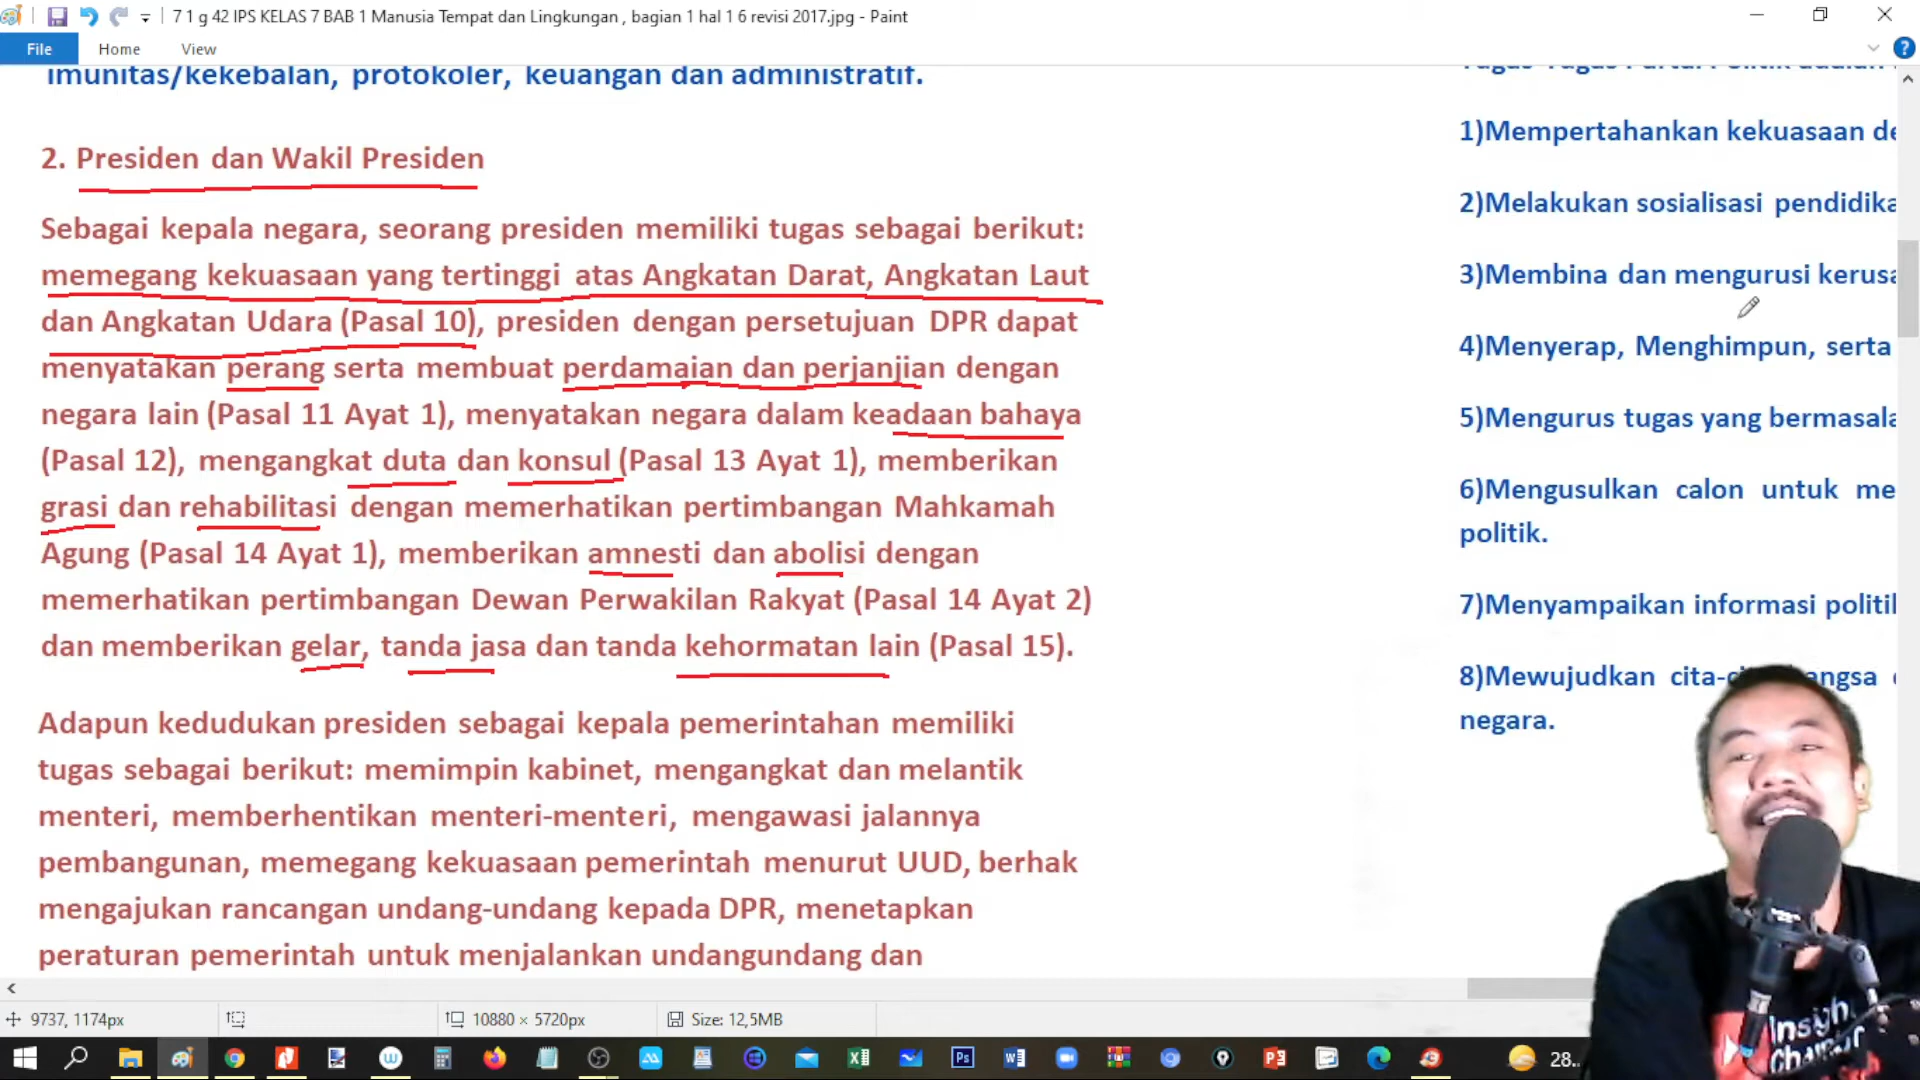 7 1 g 42 IPS KELAS 7 BAB 1 Manusia Tempat dan Lingkungan , bagian 1 hal 1 6 revisi 2017.jpg - Paint
File Home View
imunitas/kekebalan, protokoler, keuangan dan administratif.
2. Presiden dan Wakil Presiden
Sebagai kepala negara, seorang presiden memiliki tugas sebagai berikut:
memegang kekuasaan yang tertinggi atas Angkatan Darat, Angkatan Laut
dan Angkatan Udara (Pasal 10), presiden dengan persetujuan DPR dapat
menyatakan perang serta membuat perdamaian dan perjanjian dengan
negara lain (Pasal 11 Ayat 1), menyatakan negara dalam keadaan bahaya
(Pasal 12), mengangkat duta dan konsul (Pasal 13 Ayat 1), memberikan
grasi dan rehabilitasi dengan memerhatikan pertimbangan Mahkamah
Agung (Pasal 14 Ayat 1), memberikan amnesti dan abolisi dengan
memerhatikan pertimbangan Dewan Perwakilan Rakyat (Pasal 14 Ayat 2)
dan memberikan gelar, tanda jasa dan tanda kehormatan lain (Pasal 15).
Adapun kedudukan presiden sebagai kepala pemerintahan memiliki
tugas sebagai berikut: memimpin kabinet, mengangkat dan melantik
menteri, memberhentikan menteri-menteri, mengawasi jalannya
pembangunan, memegang kekuasaan pemerintah menurut UUD, berhak
mengajukan rancangan undang-undang kepada DPR, menetapkan
peraturan pemerintah untuk menjalankan undangundang dan
1)Mempertahankan kekuasaan
2)Melakukan sosialisasi
3)Membina dan mengurusi
4)Menyerap, Menghimpun, serta
5)Mengurus tugas yang
6)Mengusulkan calon untuk
politik.
7)Menyampaikan informasi
8)Mewujudkan
negara.
9737, 1174px
10880 × 5720px
Size: 12,5MB
28..
Insight
channel